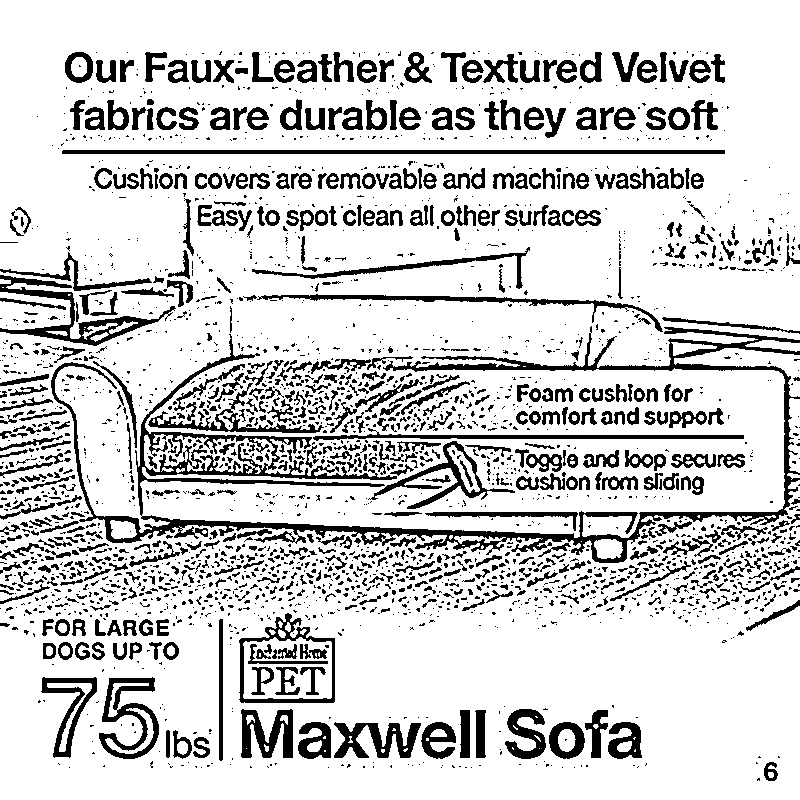 Our Faux-Leather & Textured Velvet
fabrics are durable as they are soft
Cushion covers are removable and machine washable
Easy to spot clean all other surfaces
Foam cushion for
comfort and support
Toggle and loop secures
cushion from sliding
FOR LARGE
DOGS UP TO
75lbs
Enchanted Home
PET
Maxwell Sofa
6